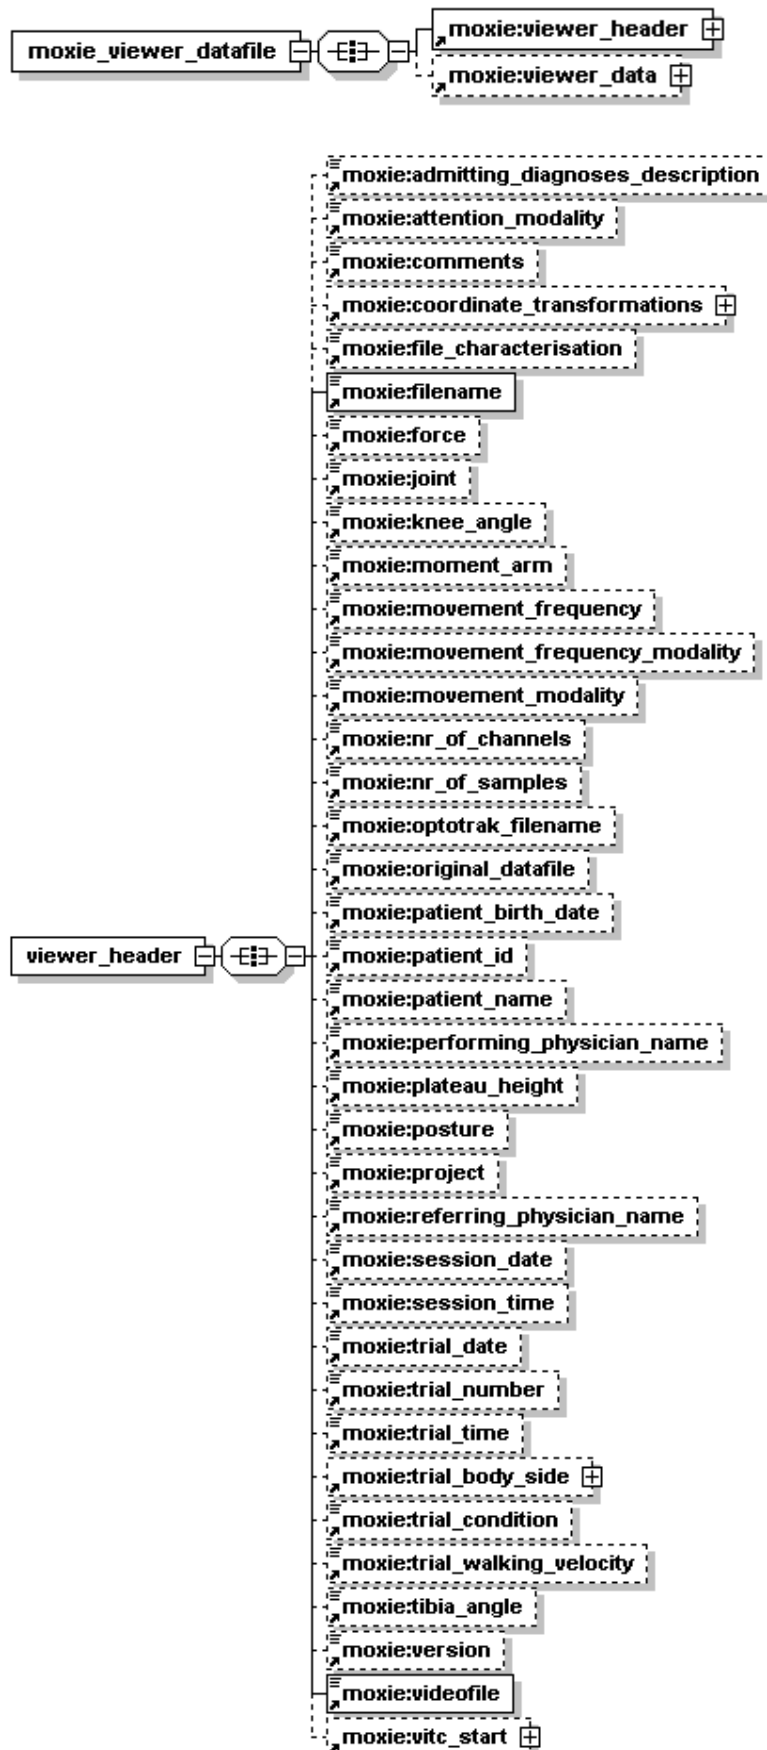 moxie_viewer_datafile
moxie:viewer_header
moxie:viewer_data
moxie:admitting_diagnoses_description
moxie:attention_modality
moxie:comments
moxie:coordinate_transformations
moxie:file_characterisation
moxie:filename
moxie:force
moxie:joint
moxie:knee_angle
moxie:moment_arm
moxie:movement_frequency
moxie:movement_frequency_modality
moxie:movement_modality
moxie:nr_of_channels
moxie:nr_of_samples
moxie:optotrak_filename
moxie:original_datafile
moxie:patient_birth_date
viewer_header
moxie:patient_id
moxie:patient_name
moxie:performing_physician_name
moxie:plateau_height
moxie:posture
moxie:project
moxie:referring_physician_name
moxie:session_date
moxie:session_time
moxie:trial_date
moxie:trial_number
moxie:trial_time
moxie:trial_body_side
moxie:trial_condition
moxie:trial_walking_velocity
moxie:tibia_angle
moxie:version
moxie:videofile
moxie:vitc_start